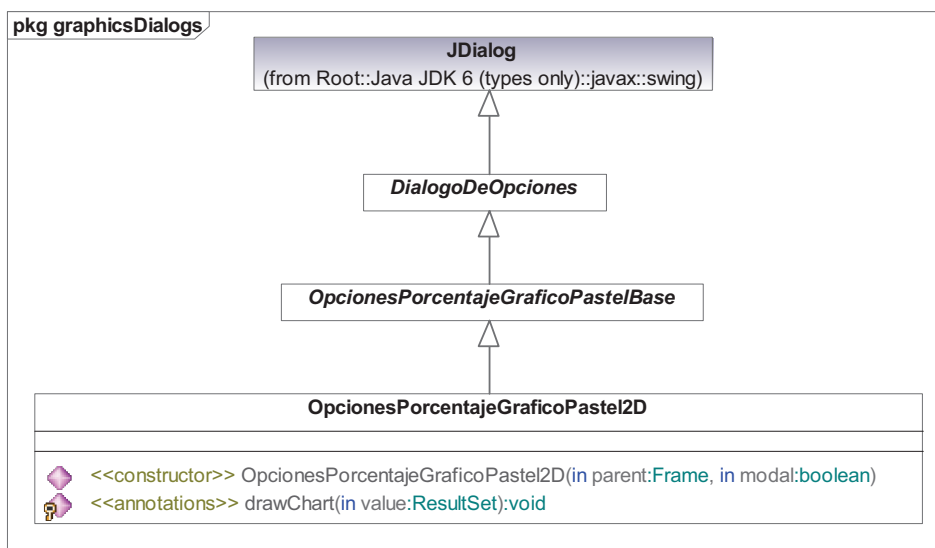 pkg graphicsDialogs
JDialog
(from Root::Java JDK 6 (types only)::javax::swing)
DialogoDeOpciones
OpcionesPorcentajeGraficoPastelBase
OpcionesPorcentajeGraficoPastel2D
<<constructor>> OpcionesPorcentajeGraficoPastel2D(in parent:Frame, in modal:boolean)
<<annotations>> drawChart(in value:ResultSet):void